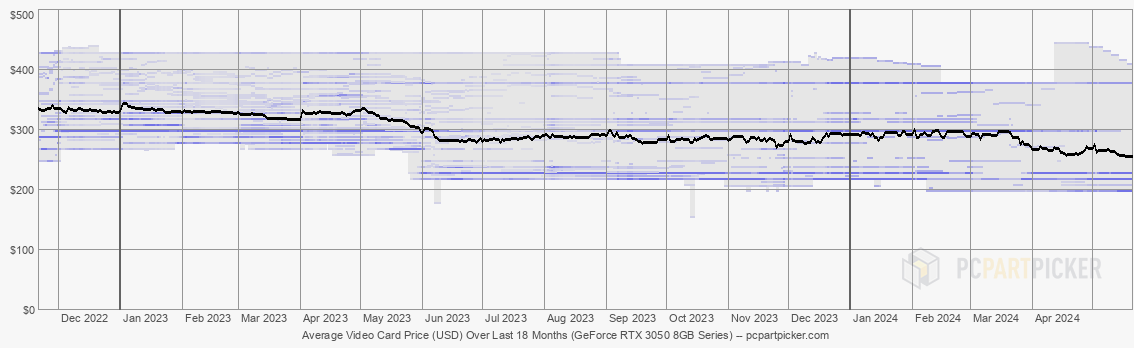 $500
$400
$300
$200
$100
$0
PCPARTPICKER
Dec 2022 Jan 2023 Feb 2023 Mar 2023 Apr 2023 May 2023 Jun 2023 Jul 2023 Aug 2023 Sep 2023 Oct 2023 Nov 2023 Dec 2023 Jan 2024 Feb 2024 Mar 2024 Apr 2024
Average Video Card Price (USD) Over Last 18 Months (GeForce RTX 3050 8GB Series) -- pcpartpicker.com